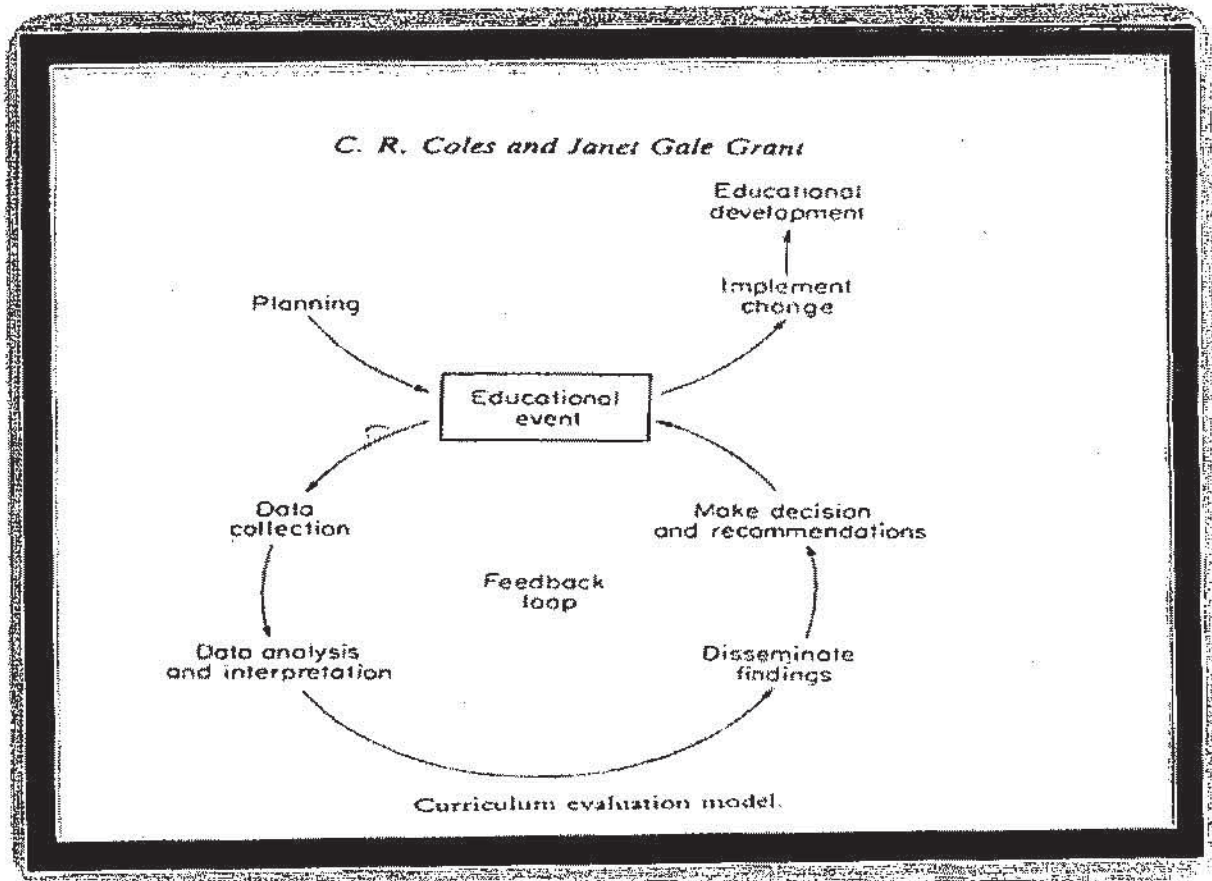 C. R. Coles and Janet Gale Grant
Educational
development
Implement
change
Planning
Educational
event
Data
collection
Make decision
and recommendations
Feedback
loop
Data analysis
and interpretation
Disseminate
findings
Curriculum evaluation model.